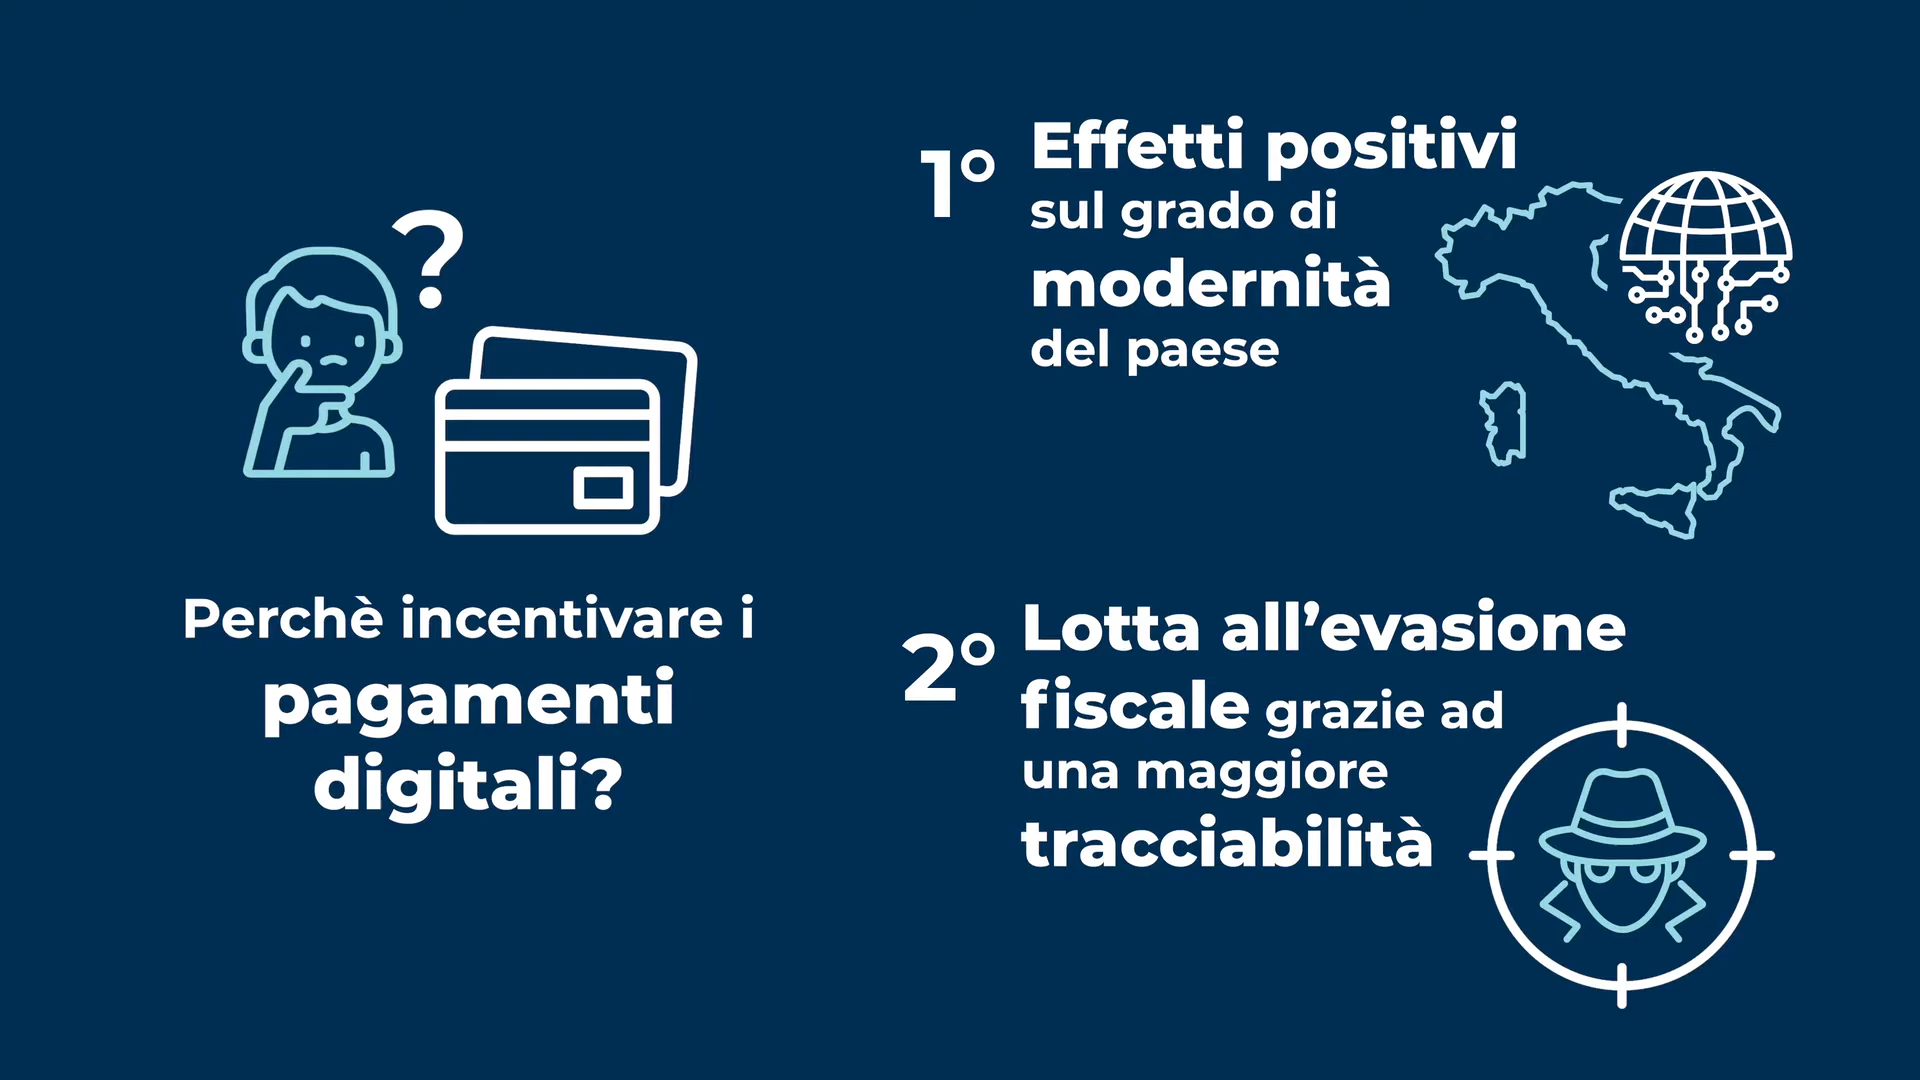 Perchè incentivare i
pagamenti
digitali?
?
1°
Effetti positivi
sul grado di
modernità
del paese
2°
Lotta all’evasione
fiscale grazie ad
una maggiore
tracciabilità